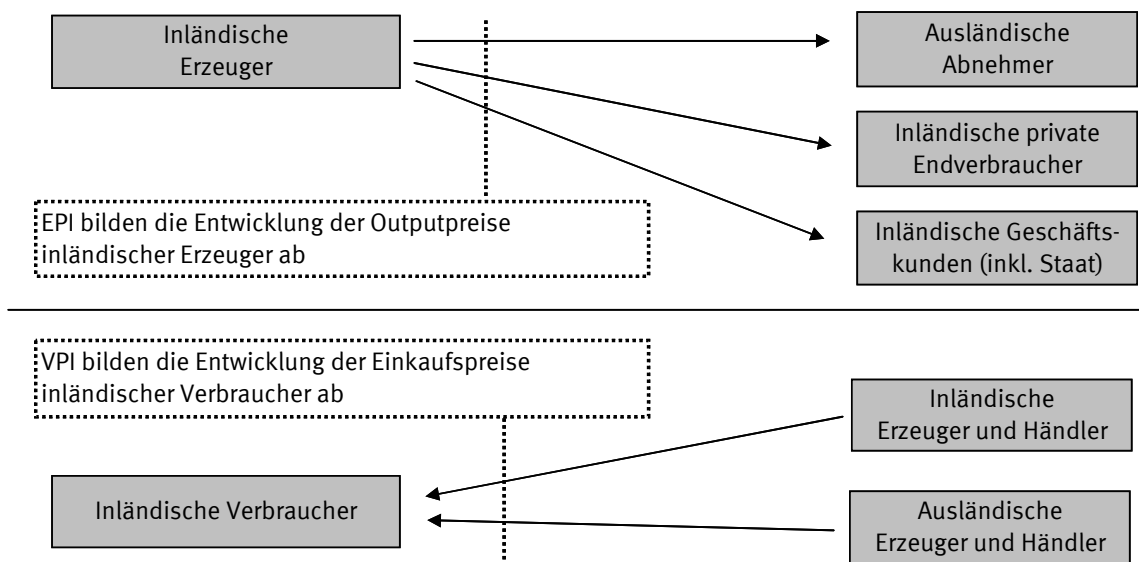 Inländische
Erzeuger
Ausländische
Abnehmer
Inländische private
Endverbraucher
EPI bilden die Entwicklung der Outputpreise
inländischer Erzeuger ab
Inländische Geschäfts-
kunden (inkl. Staat)
VPI bilden die Entwicklung der Einkaufspreise
inländischer Verbraucher ab
Inländische
Erzeuger und Händler
Inländische Verbraucher
Ausländische
Erzeuger und Händler